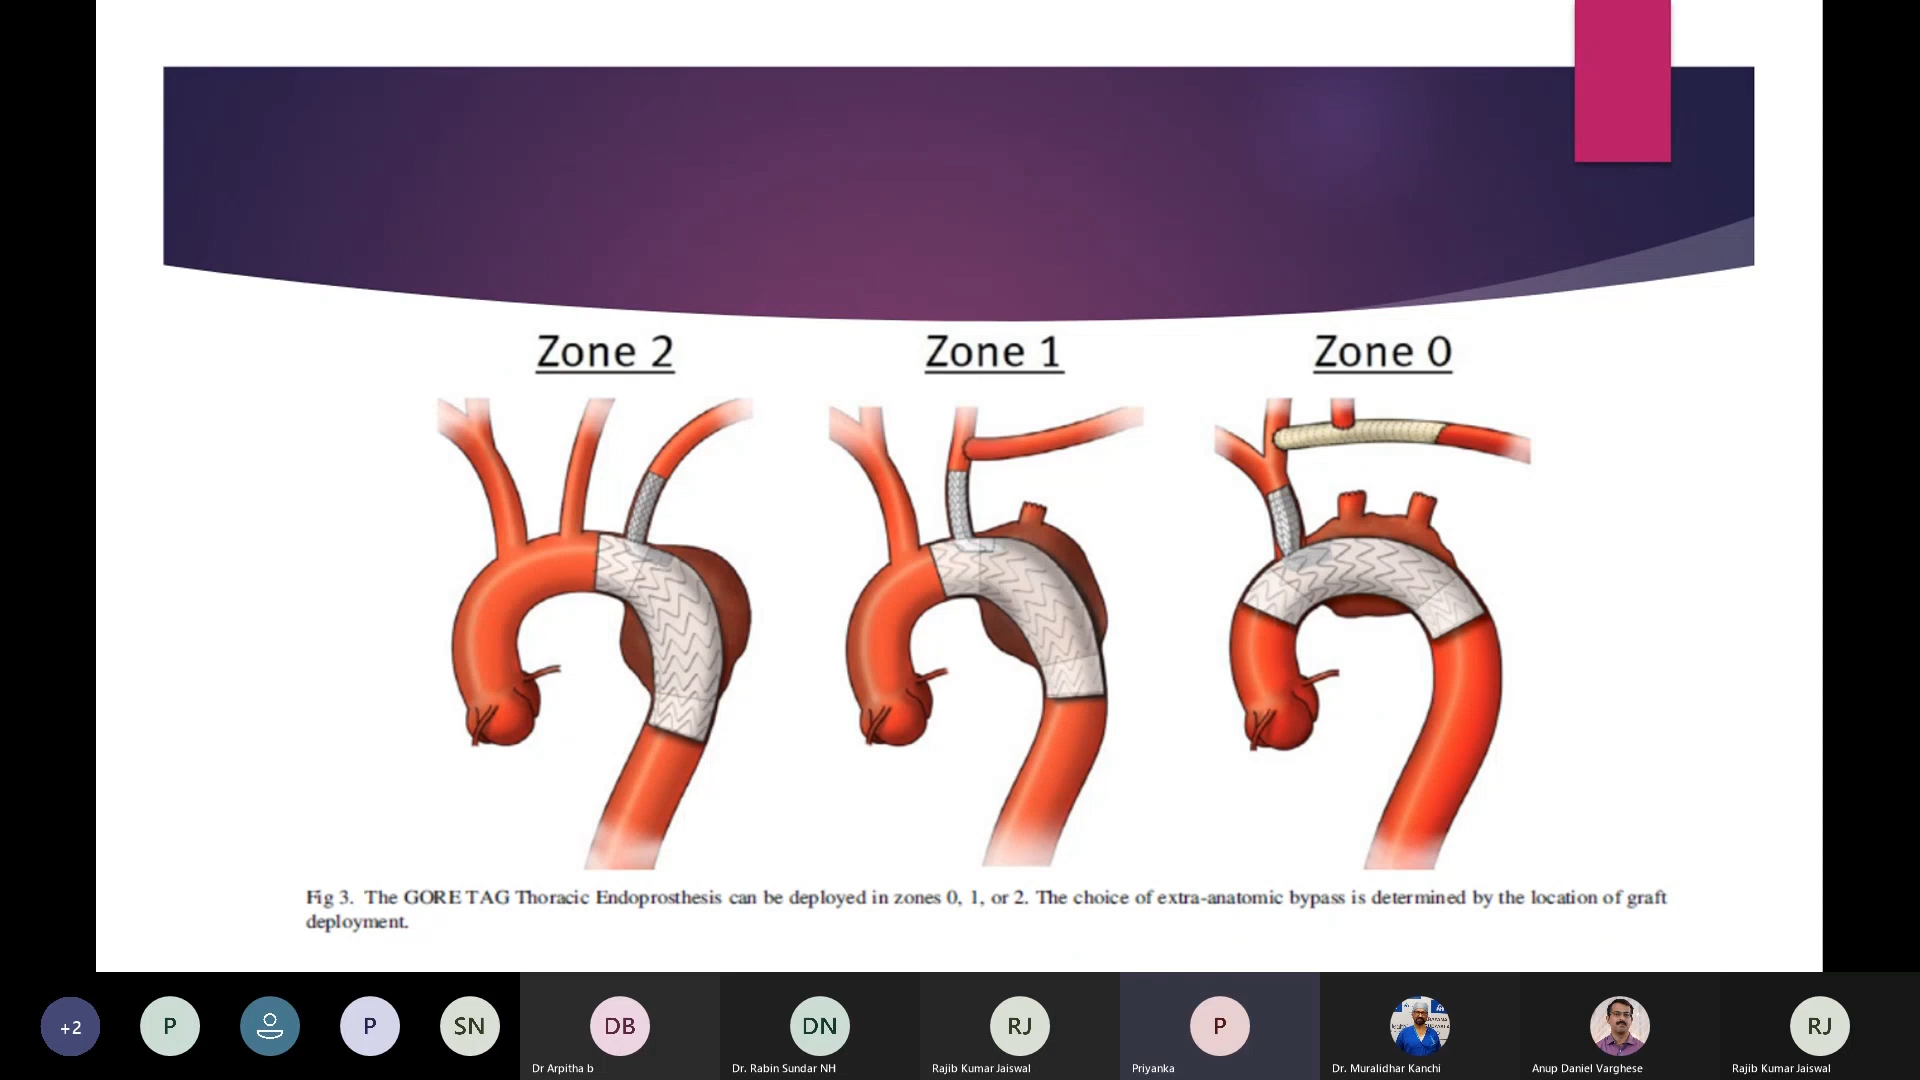 Zone 2
Zone 1
Zone 0
Fig 3. The GORE TAG Thoracic Endoprosthesis can be deployed in zones 0, 1, or 2. The choice of extra-anatomic bypass is determined by the location of graft
deployment.
+2
P
P
SN
DB
DN
RJ
P
RJ
Dr Arpitha b
Dr. Rabin Sundar NH
Rajib Kumar Jaiswal
Priyanka
Dr. Muralidhar Kanchi
Anup Daniel Varghese
Rajib Kumar Jaiswal